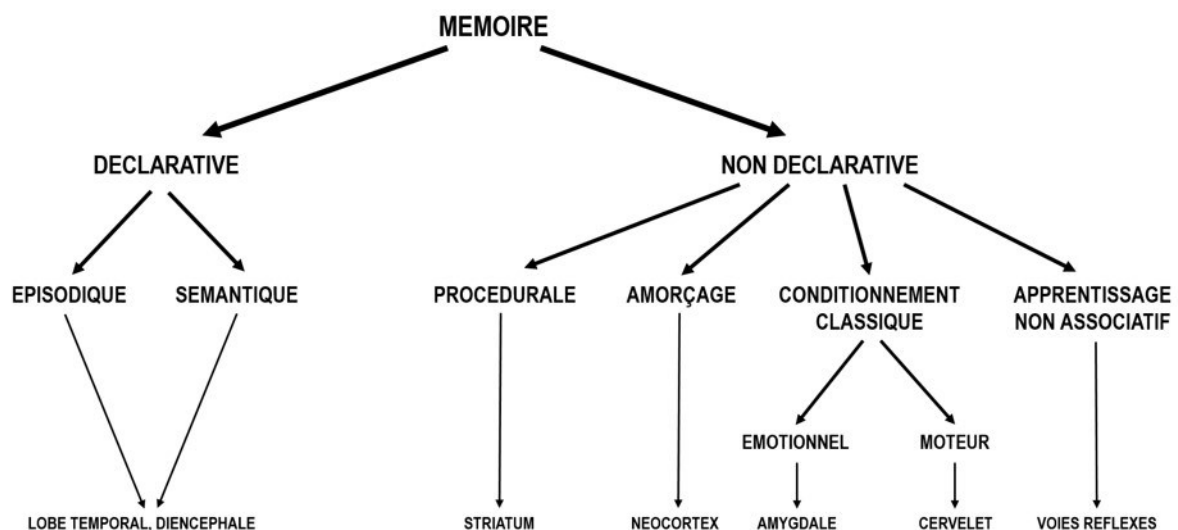 MEMOIRE
DECLARATIVE
NON DECLARATIVE
EPISODIQUE
SEMANTIQUE
PROCEDURALE
AMORÇAGE
CONDITIONNEMENT
CLASSIQUE
APPRENTISSAGE
NON ASSOCIATIF
EMOTIONNEL
MOTEUR
LOBE TEMPORAL, DIENCEPHALE
STRIATUM
NEOCORTEX
AMYGDALE
CERVELET
VOIES REFLEXES